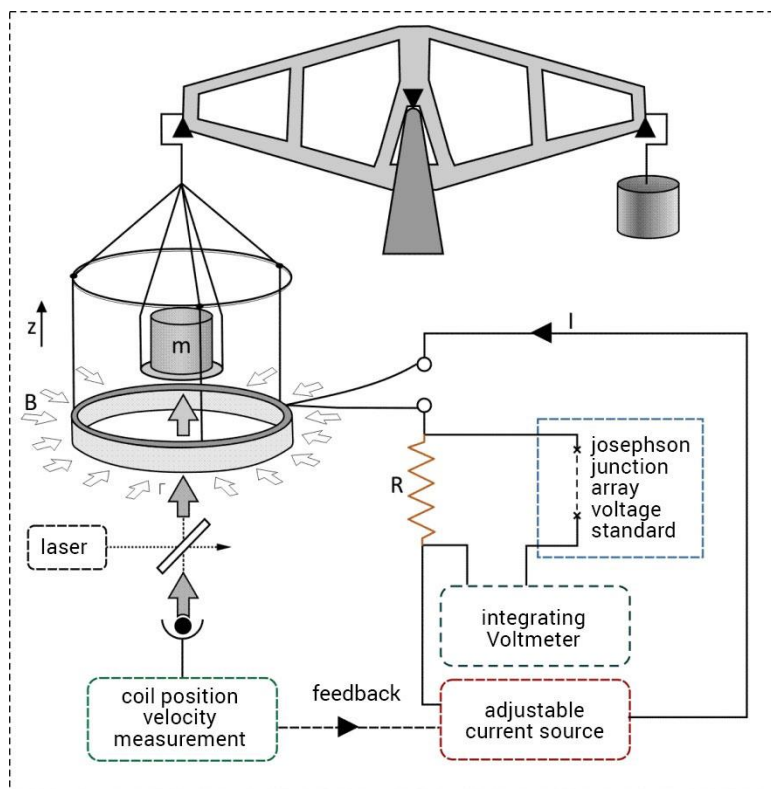 I
z
m
B
r
R
josephson
junction
array
voltage
standard
laser
integrating
Voltmeter
coil position
velocity
measurement
feedback
adjustable
current source